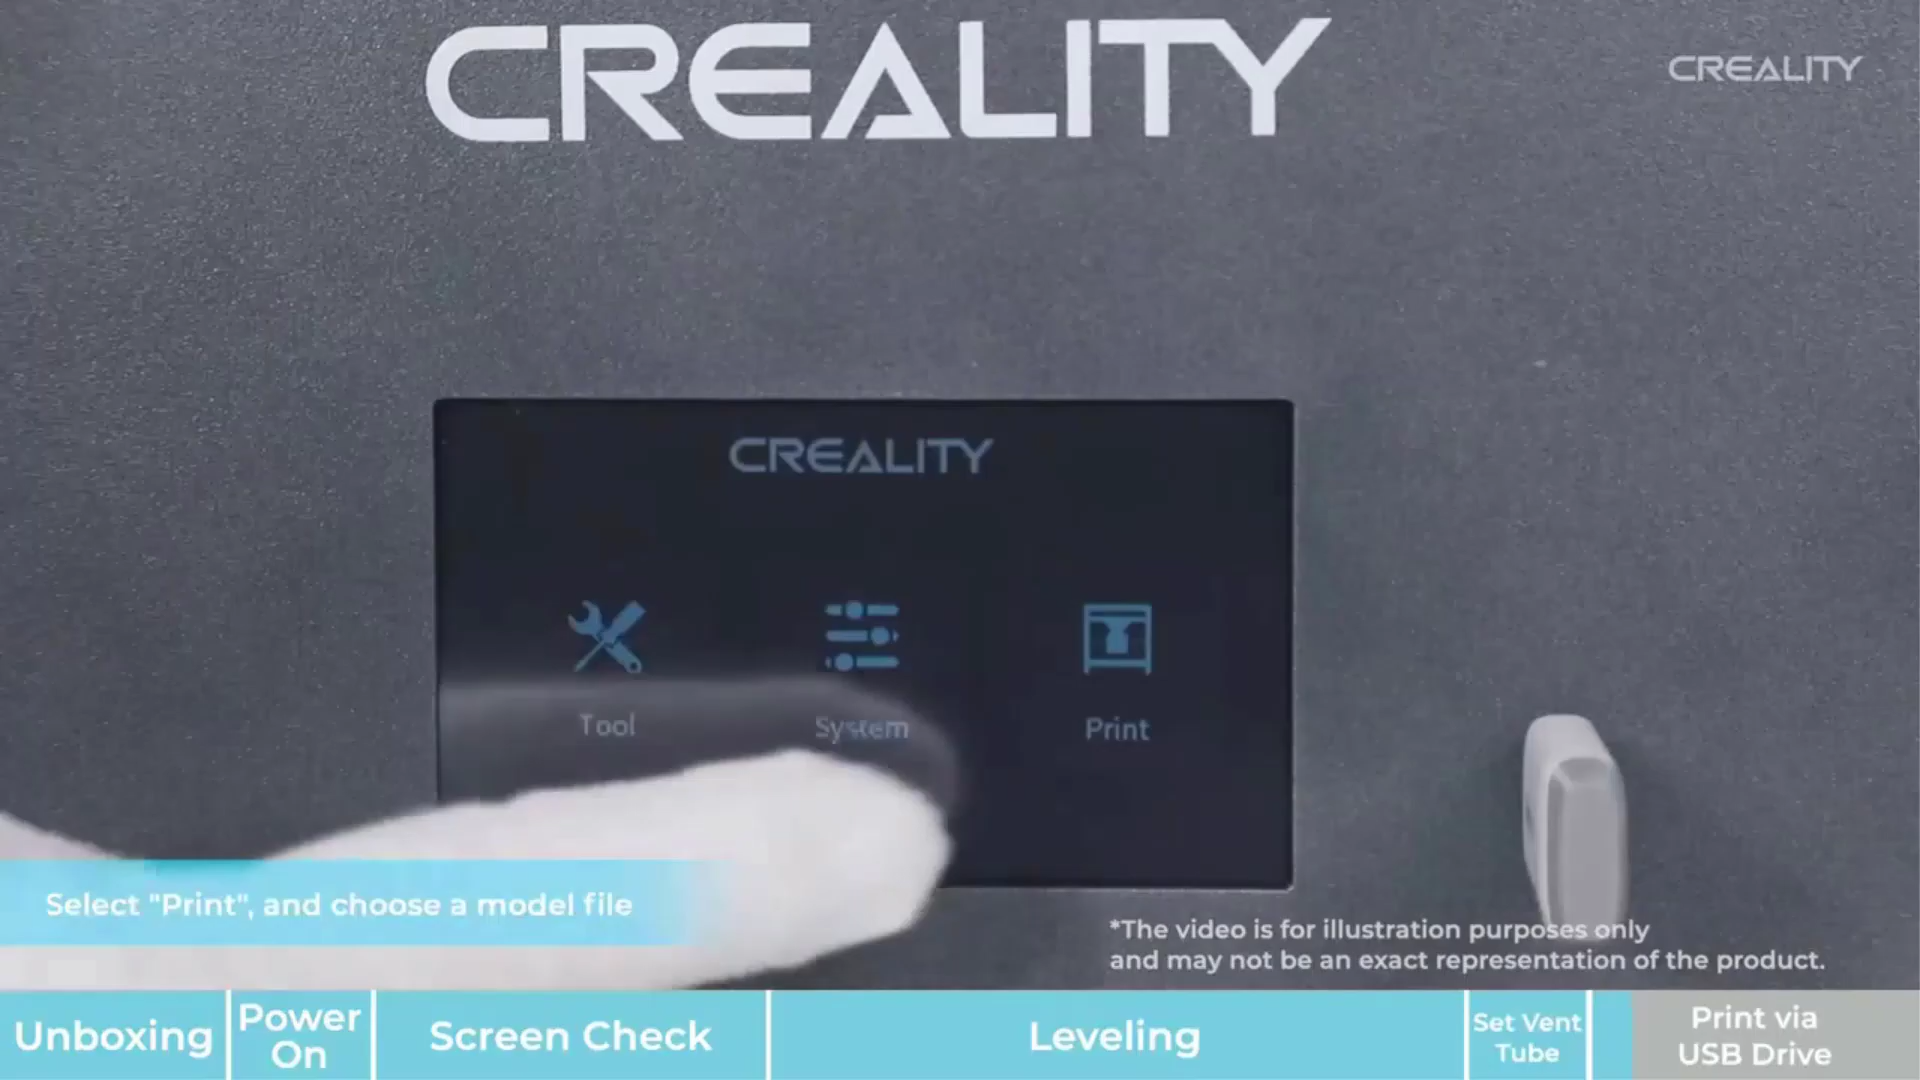 CREALITY
CREALITY
CREALITY
Tool
System
Print
Select "Print", and choose a model file
*The video is for illustration purposes only
and may not be an exact representation of the product.
Unboxing
Power
On
Screen Check
Leveling
Set Vent
Tube
Print via
USB Drive